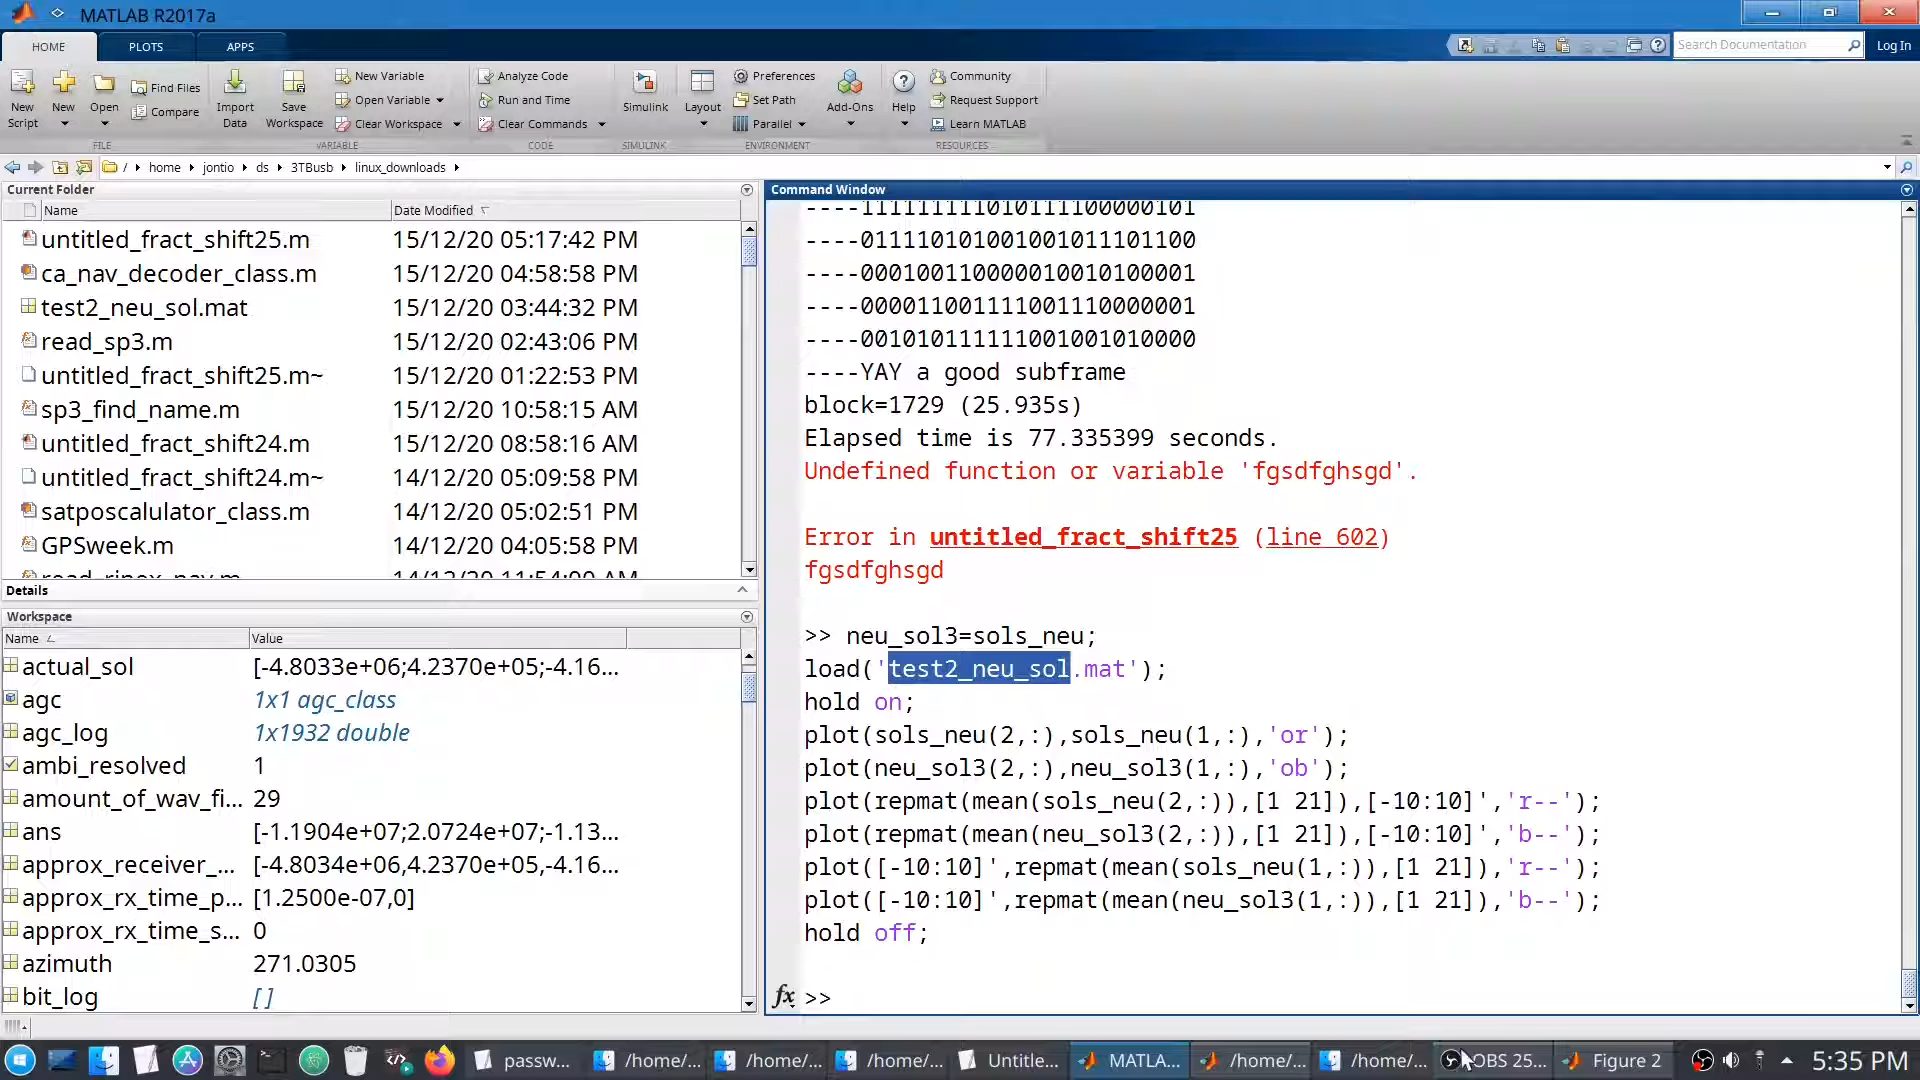 MATLAB R2017a
HOME
PLOTS
APPS
Search Documentation
Log In
New Script
New
Open
Find Files
Compare
Import Data
Save Workspace
New Variable
Open Variable
Clear Workspace
Analyze Code
Run and Time
Clear Commands
Simulink
Layout
Preferences
Set Path
Parallel
Add-Ons
Help
Community
Request Support
Learn MATLAB
FILE
VARIABLE
CODE
SIMULINK
ENVIRONMENT
RESOURCES
/ home jontio ds 3TBusb linux_downloads
Current Folder
Name Date Modified
untitled_fract_shift25.m 15/12/20 05:17:42 PM
ca_nav_decoder_class.m 15/12/20 04:58:58 PM
test2_neu_sol.mat 15/12/20 03:44:32 PM
read_sp3.m 15/12/20 02:43:06 PM
untitled_fract_shift25.m~ 15/12/20 01:22:53 PM
sp3_find_name.m 15/12/20 10:58:15 AM
untitled_fract_shift24.m 15/12/20 08:58:16 AM
untitled_fract_shift24.m~ 14/12/20 05:09:58 PM
satposcalulator_class.m 14/12/20 05:02:51 PM
GPSweek.m 14/12/20 04:05:58 PM
read_rinex_nav.m 14/12/20 11:54:00 AM
Details
Workspace
Name Value
actual_sol [-4.8033e+06;4.2370e+05;-4.16...
agc 1x1 agc_class
agc_log 1x1932 double
ambi_resolved 1
amount_of_wav_fi... 29
ans [-1.1904e+07;2.0724e+07;-1.13...
approx_receiver_... [-4.8034e+06,4.2370e+05,-4.16...
approx_rx_time_p... [1.2500e-07,0]
approx_rx_time_s... 0
azimuth 271.0305
bit_log []
Command Window
----111111111010111100000101
----011110101001001011101100
----000100110000010010100001
----000011001111001110000001
----001010111111001001010000
----YAY a good subframe
block=1729 (25.935s)
Elapsed time is 77.335399 seconds.
Undefined function or variable 'fgsdfghsgd'.
Error in untitled_fract_shift25 (line 602)
fgsdfghsgd
>> neu_sol3=sols_neu;
load('test2_neu_sol.mat');
hold on;
plot(sols_neu(2,:),sols_neu(1,:),'or');
plot(neu_sol3(2,:),neu_sol3(1,:),'ob');
plot(repmat(mean(sols_neu(2,:)),[1 21]),[-10:10]','r--');
plot(repmat(mean(neu_sol3(2,:)),[1 21]),[-10:10]','b--');
plot([-10:10]',repmat(mean(sols_neu(1,:)),[1 21]),'r--');
plot([-10:10]',repmat(mean(neu_sol3(1,:)),[1 21]),'b--');
hold off;
fx >>
passw...
/home/...
/home/...
/home/...
Untitle...
MATLA...
/home/...
/home/...
OBS 25...
Figure 2
5:35 PM